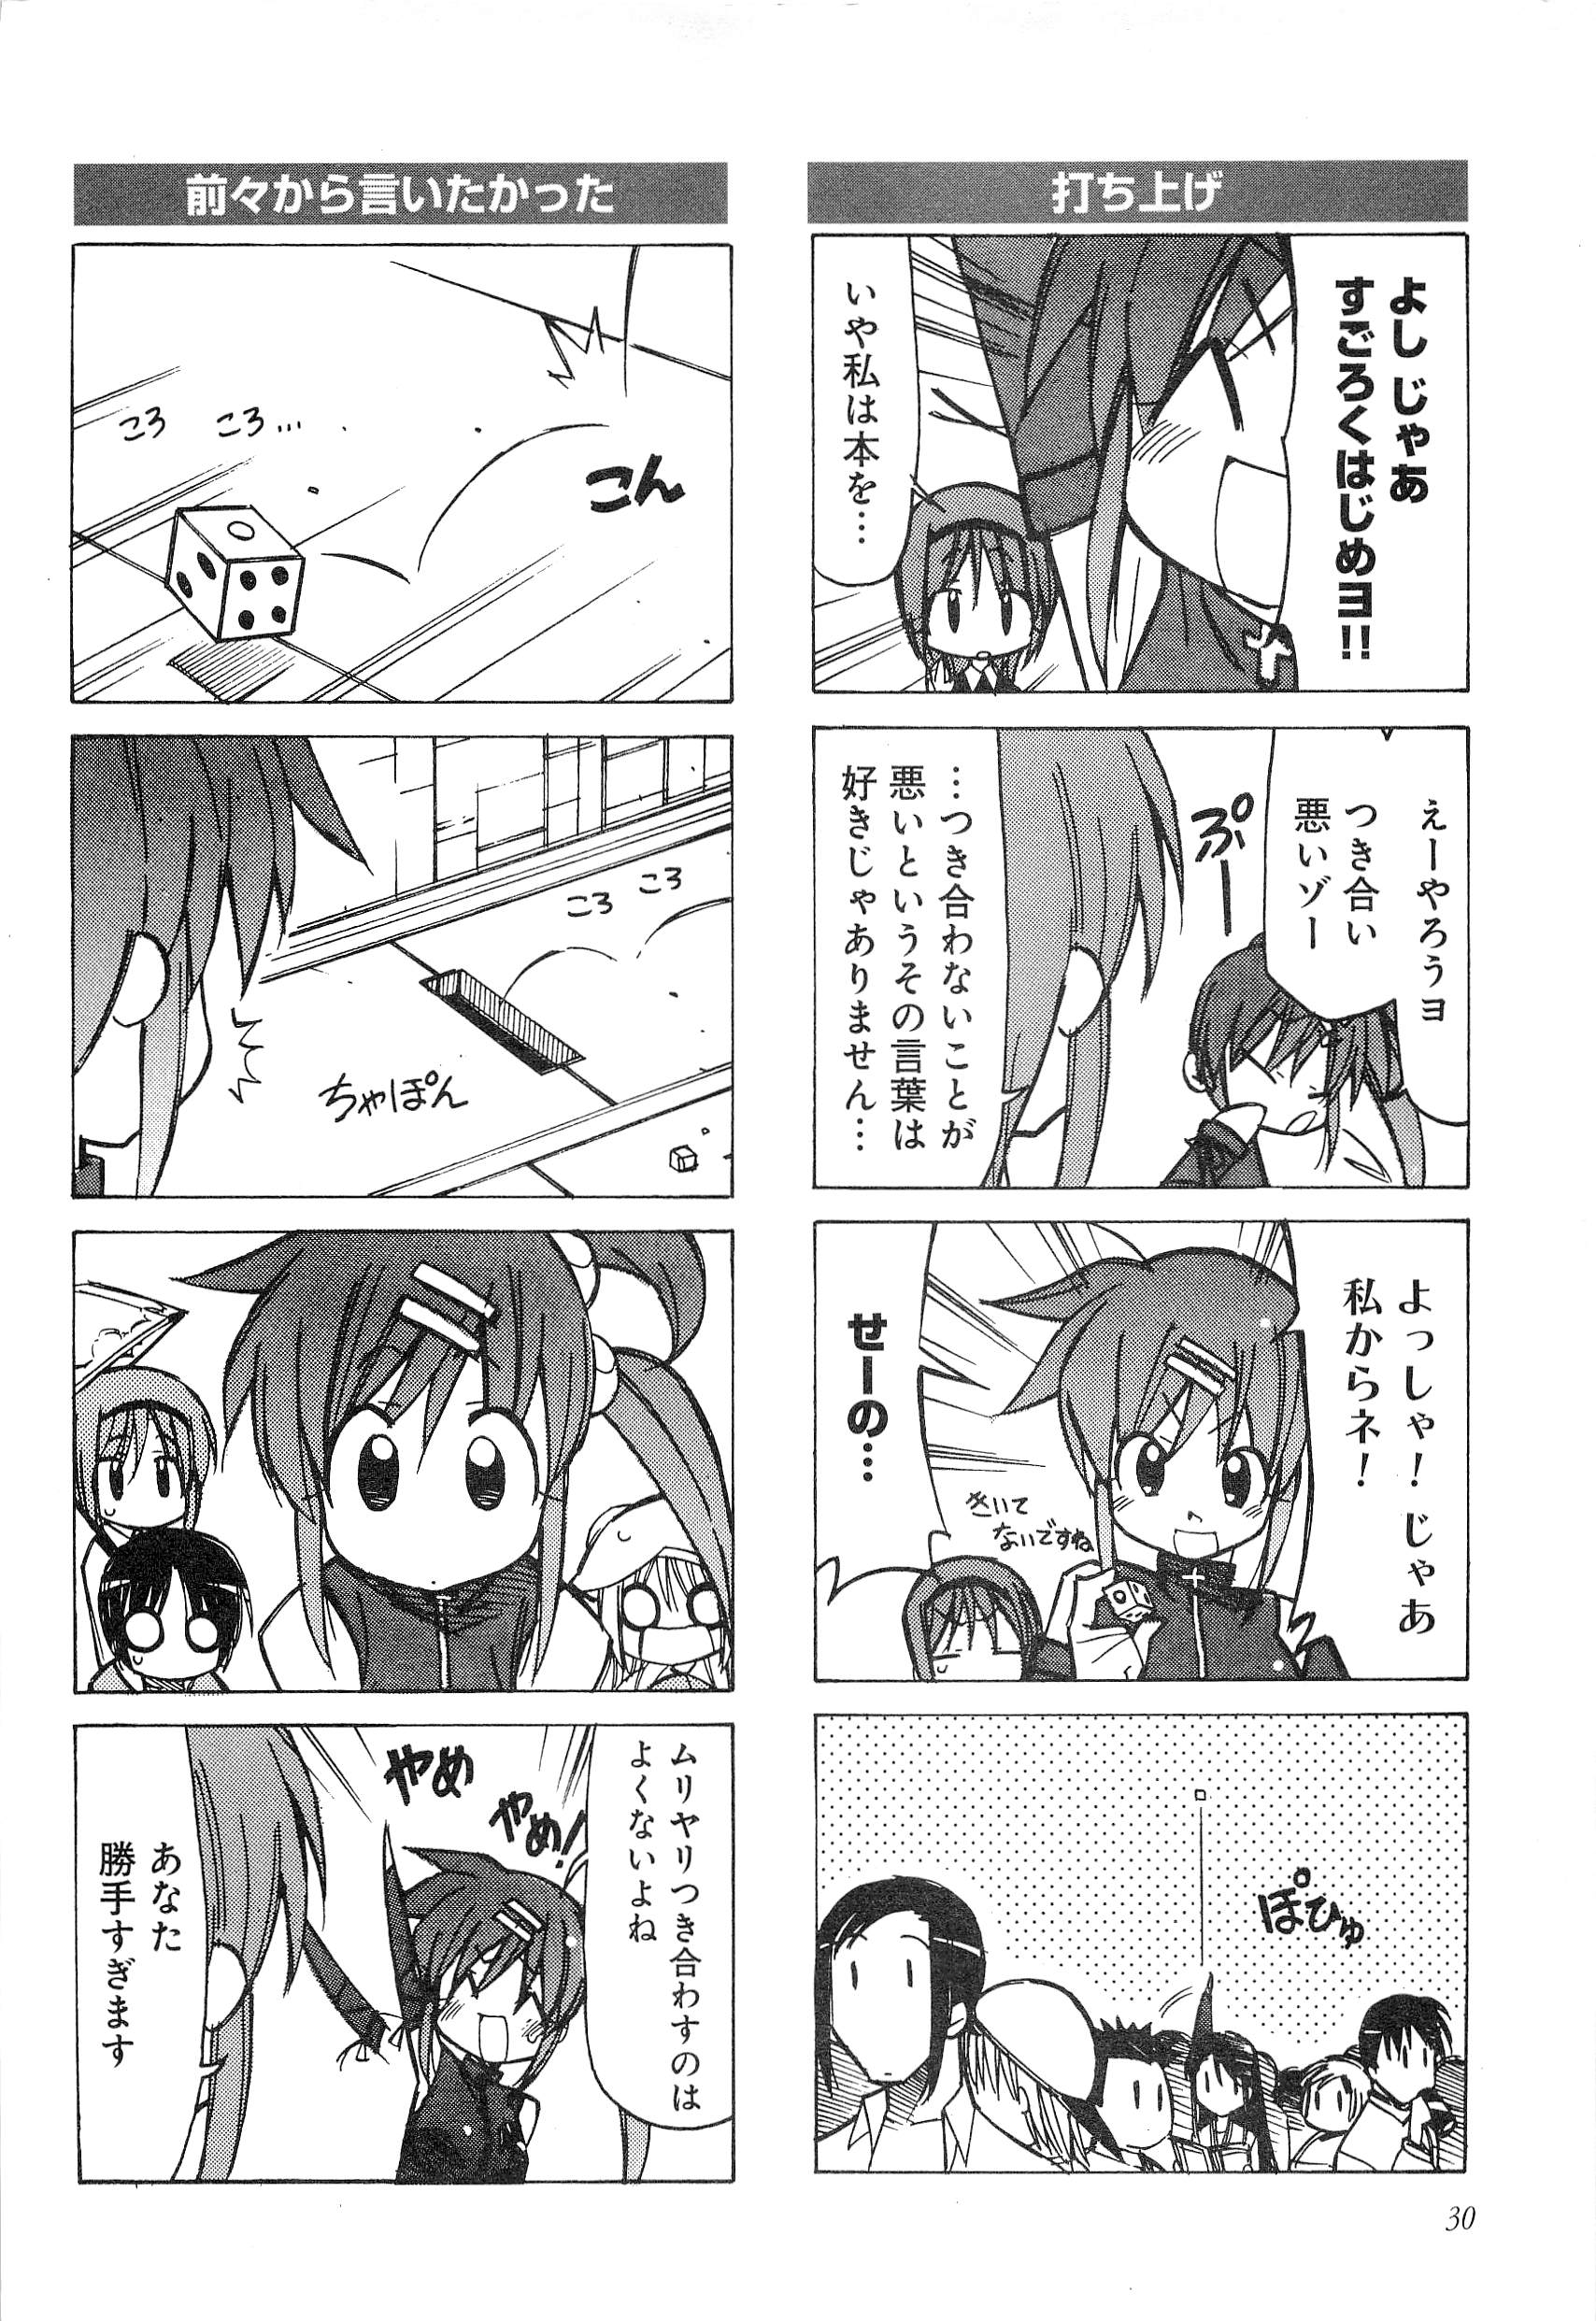 打ち上げ
よし じゃあ
すごろくはじめヨ!!
いや私は本を…
えーやろうヨ
つき合い
悪いゾー
ぷー
…つき合わないことが
悪いというその言葉は
好きじゃありません…
よっしゃ！じゃあ
私からネ！
きいて
ないですね
せーの…
ぽひゅ
前々から言いたかった
こん
ころ…
ころ
ころ
ころ
ちゃぽん
ムリヤリつき合わすのは
よくないよね
やめ
やめ!
あなた
勝手すぎます
30